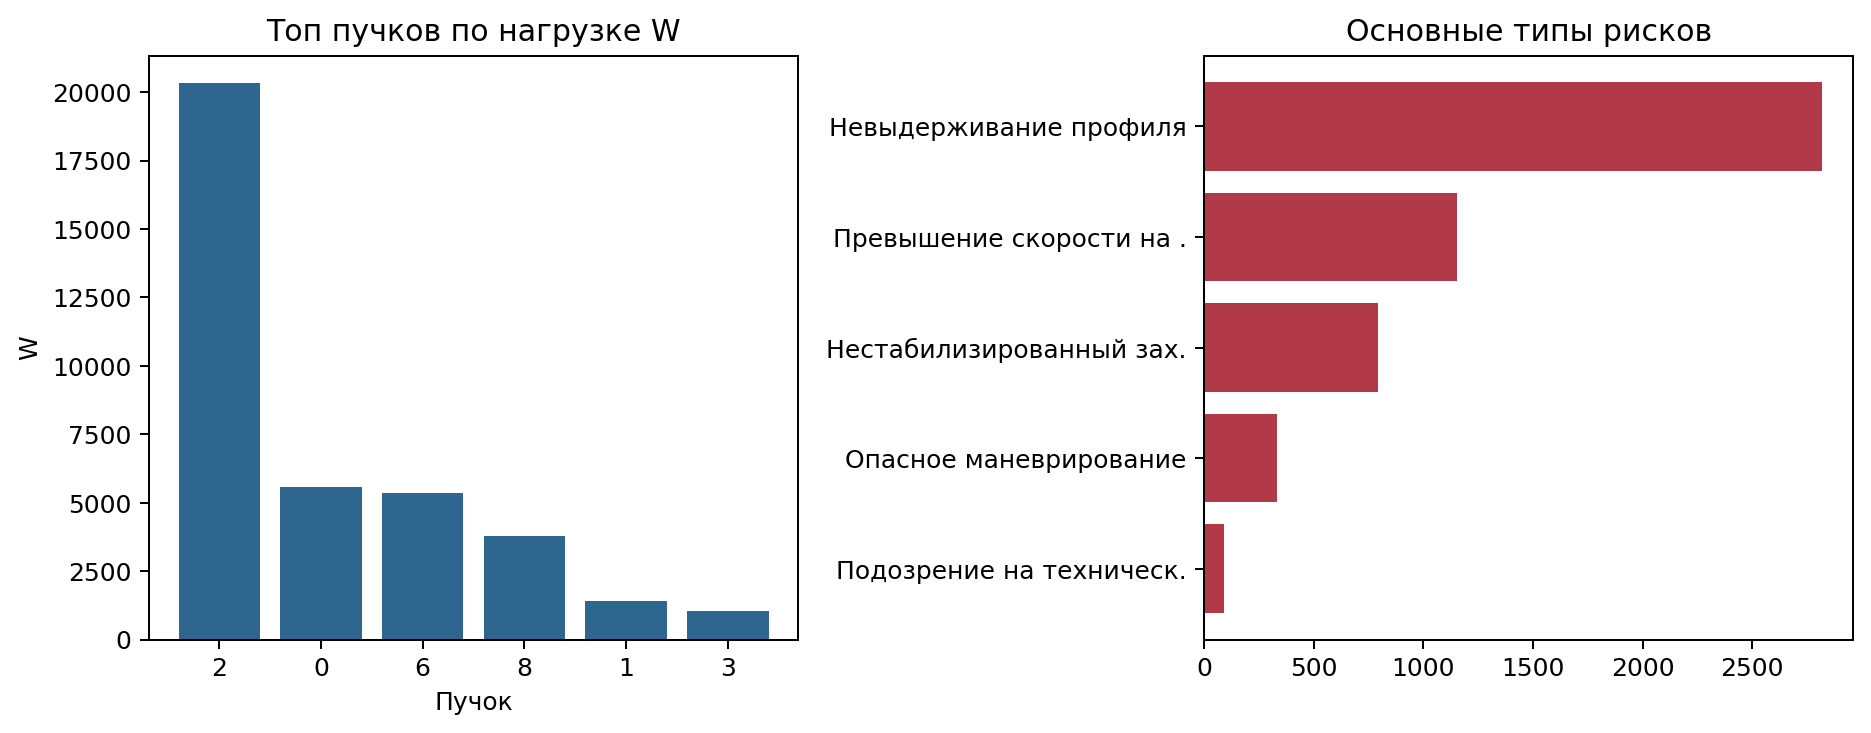 Топ пучков по нагрузке W
W
20000
17500
15000
12500
10000
7500
5000
2500
0
2 0 6 8 1 3
Пучок
Основные типы рисков
Невыдерживание профиля
Превышение скорости на .
Нестабилизированный зах.
Опасное маневрирование
Подозрение на техническ.
0 500 1000 1500 2000 2500